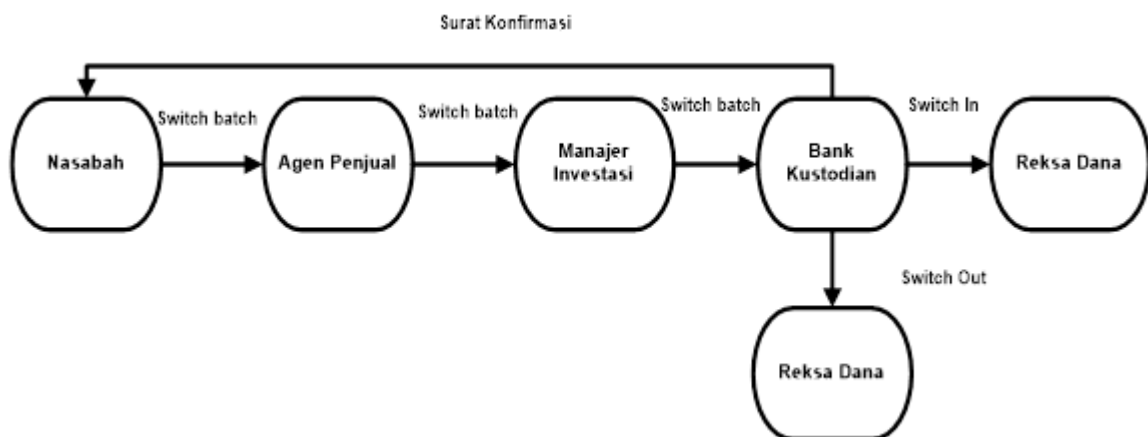 Surat Konfirmasi
Switch batch
Switch batch
Switch batch
Switch In
Nasabah
Agen Penjual
Manajer
Investasi
Bank
Kustodian
Reksa Dana
Switch Out
Reksa Dana